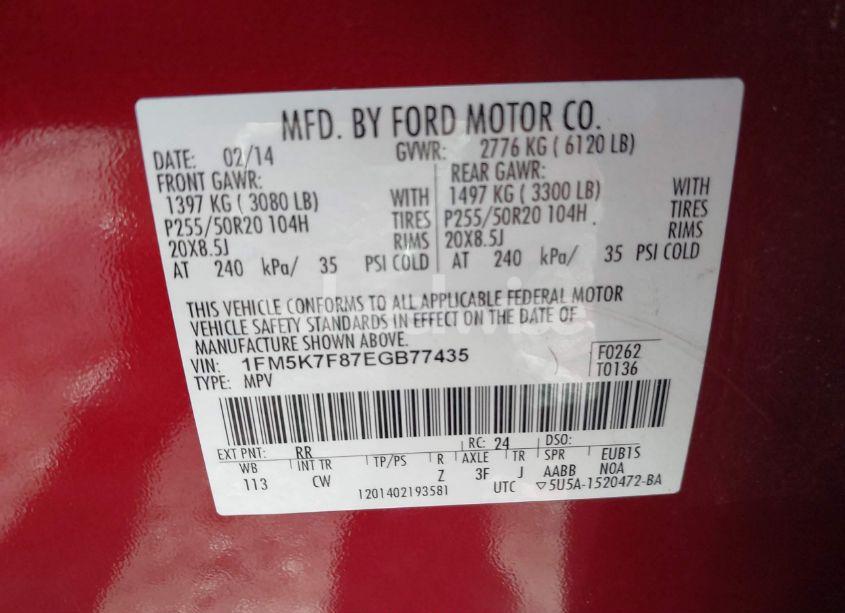 MFD. BY FORD MOTOR CO.
DATE: 02/14 GVWR: 2776 KG ( 6120 LB)
FRONT GAWR: REAR GAWR:
1397 KG ( 3080 LB) WITH 1497 KG ( 3300 LB) WITH
P255/50R20 104H TIRES P255/50R20 104H TIRES
20X8.5J RIMS 20X8.5J RIMS
AT 240 kPa/ 35 PSI COLD AT 240 kPa/ 35 PSI COLD
THIS VEHICLE CONFORMS TO ALL APPLICABLE FEDERAL MOTOR
VEHICLE SAFETY STANDARDS IN EFFECT ON THE DATE OF
MANUFACTURE SHOWN ABOVE.
VIN: 1FM5K7F87EGB77435 F0262
TYPE: MPV T0136
EXT PNT: RR RC: 24 DSO:
WB INT TR TP/PS R AXLE TR SPR EUB1S
113 CW Z 3F J AABB NOA
1201402193581 UTC ▽5U5A-1520472-BA